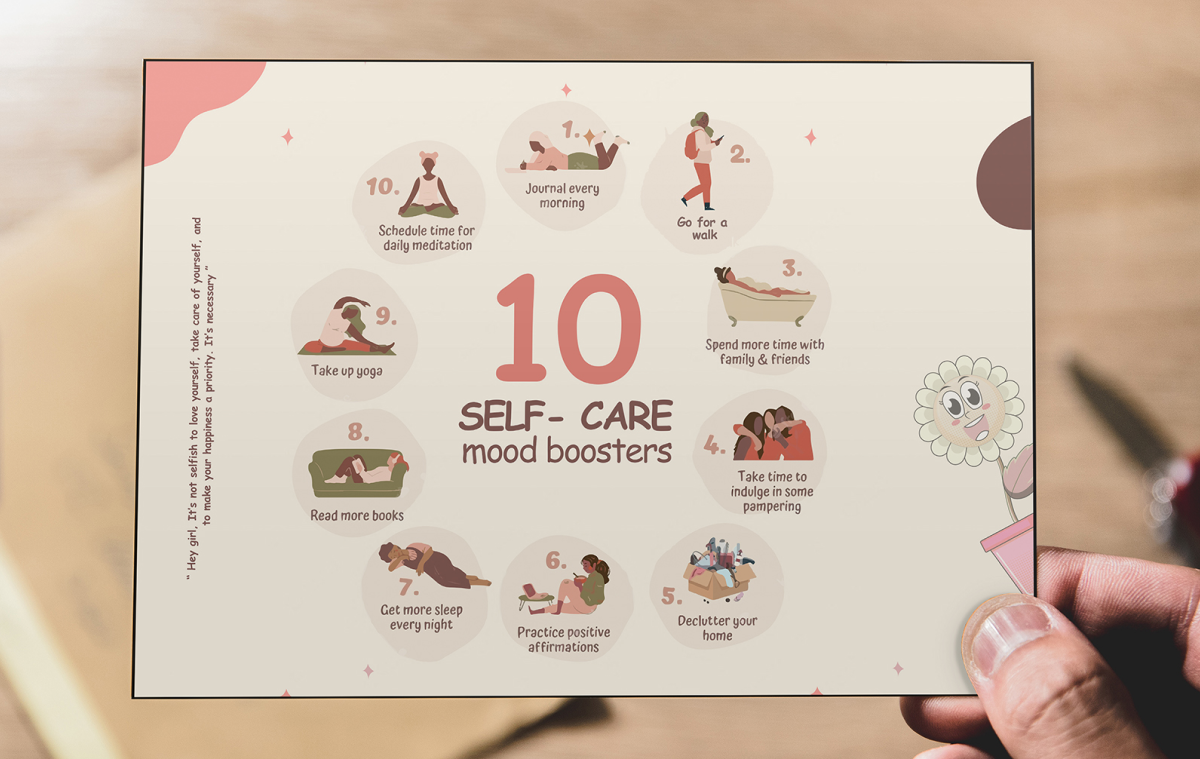 1.
Journal every
morning
2.
Go for a
walk
3.
Spend more time with
family & friends
4.
Take time to
indulge in some
pampering
5.
Declutter your
home
6.
Practice positive
affirmations
7.
Get more sleep
every night
8.
Read more books
9.
Take up yoga
10.
Schedule time for
daily meditation
10
SELF- CARE
mood boosters
“ Hey girl, It's not selfish to love yourself, take care of yourself, and
to make your happiness a priority. It's necessary ”